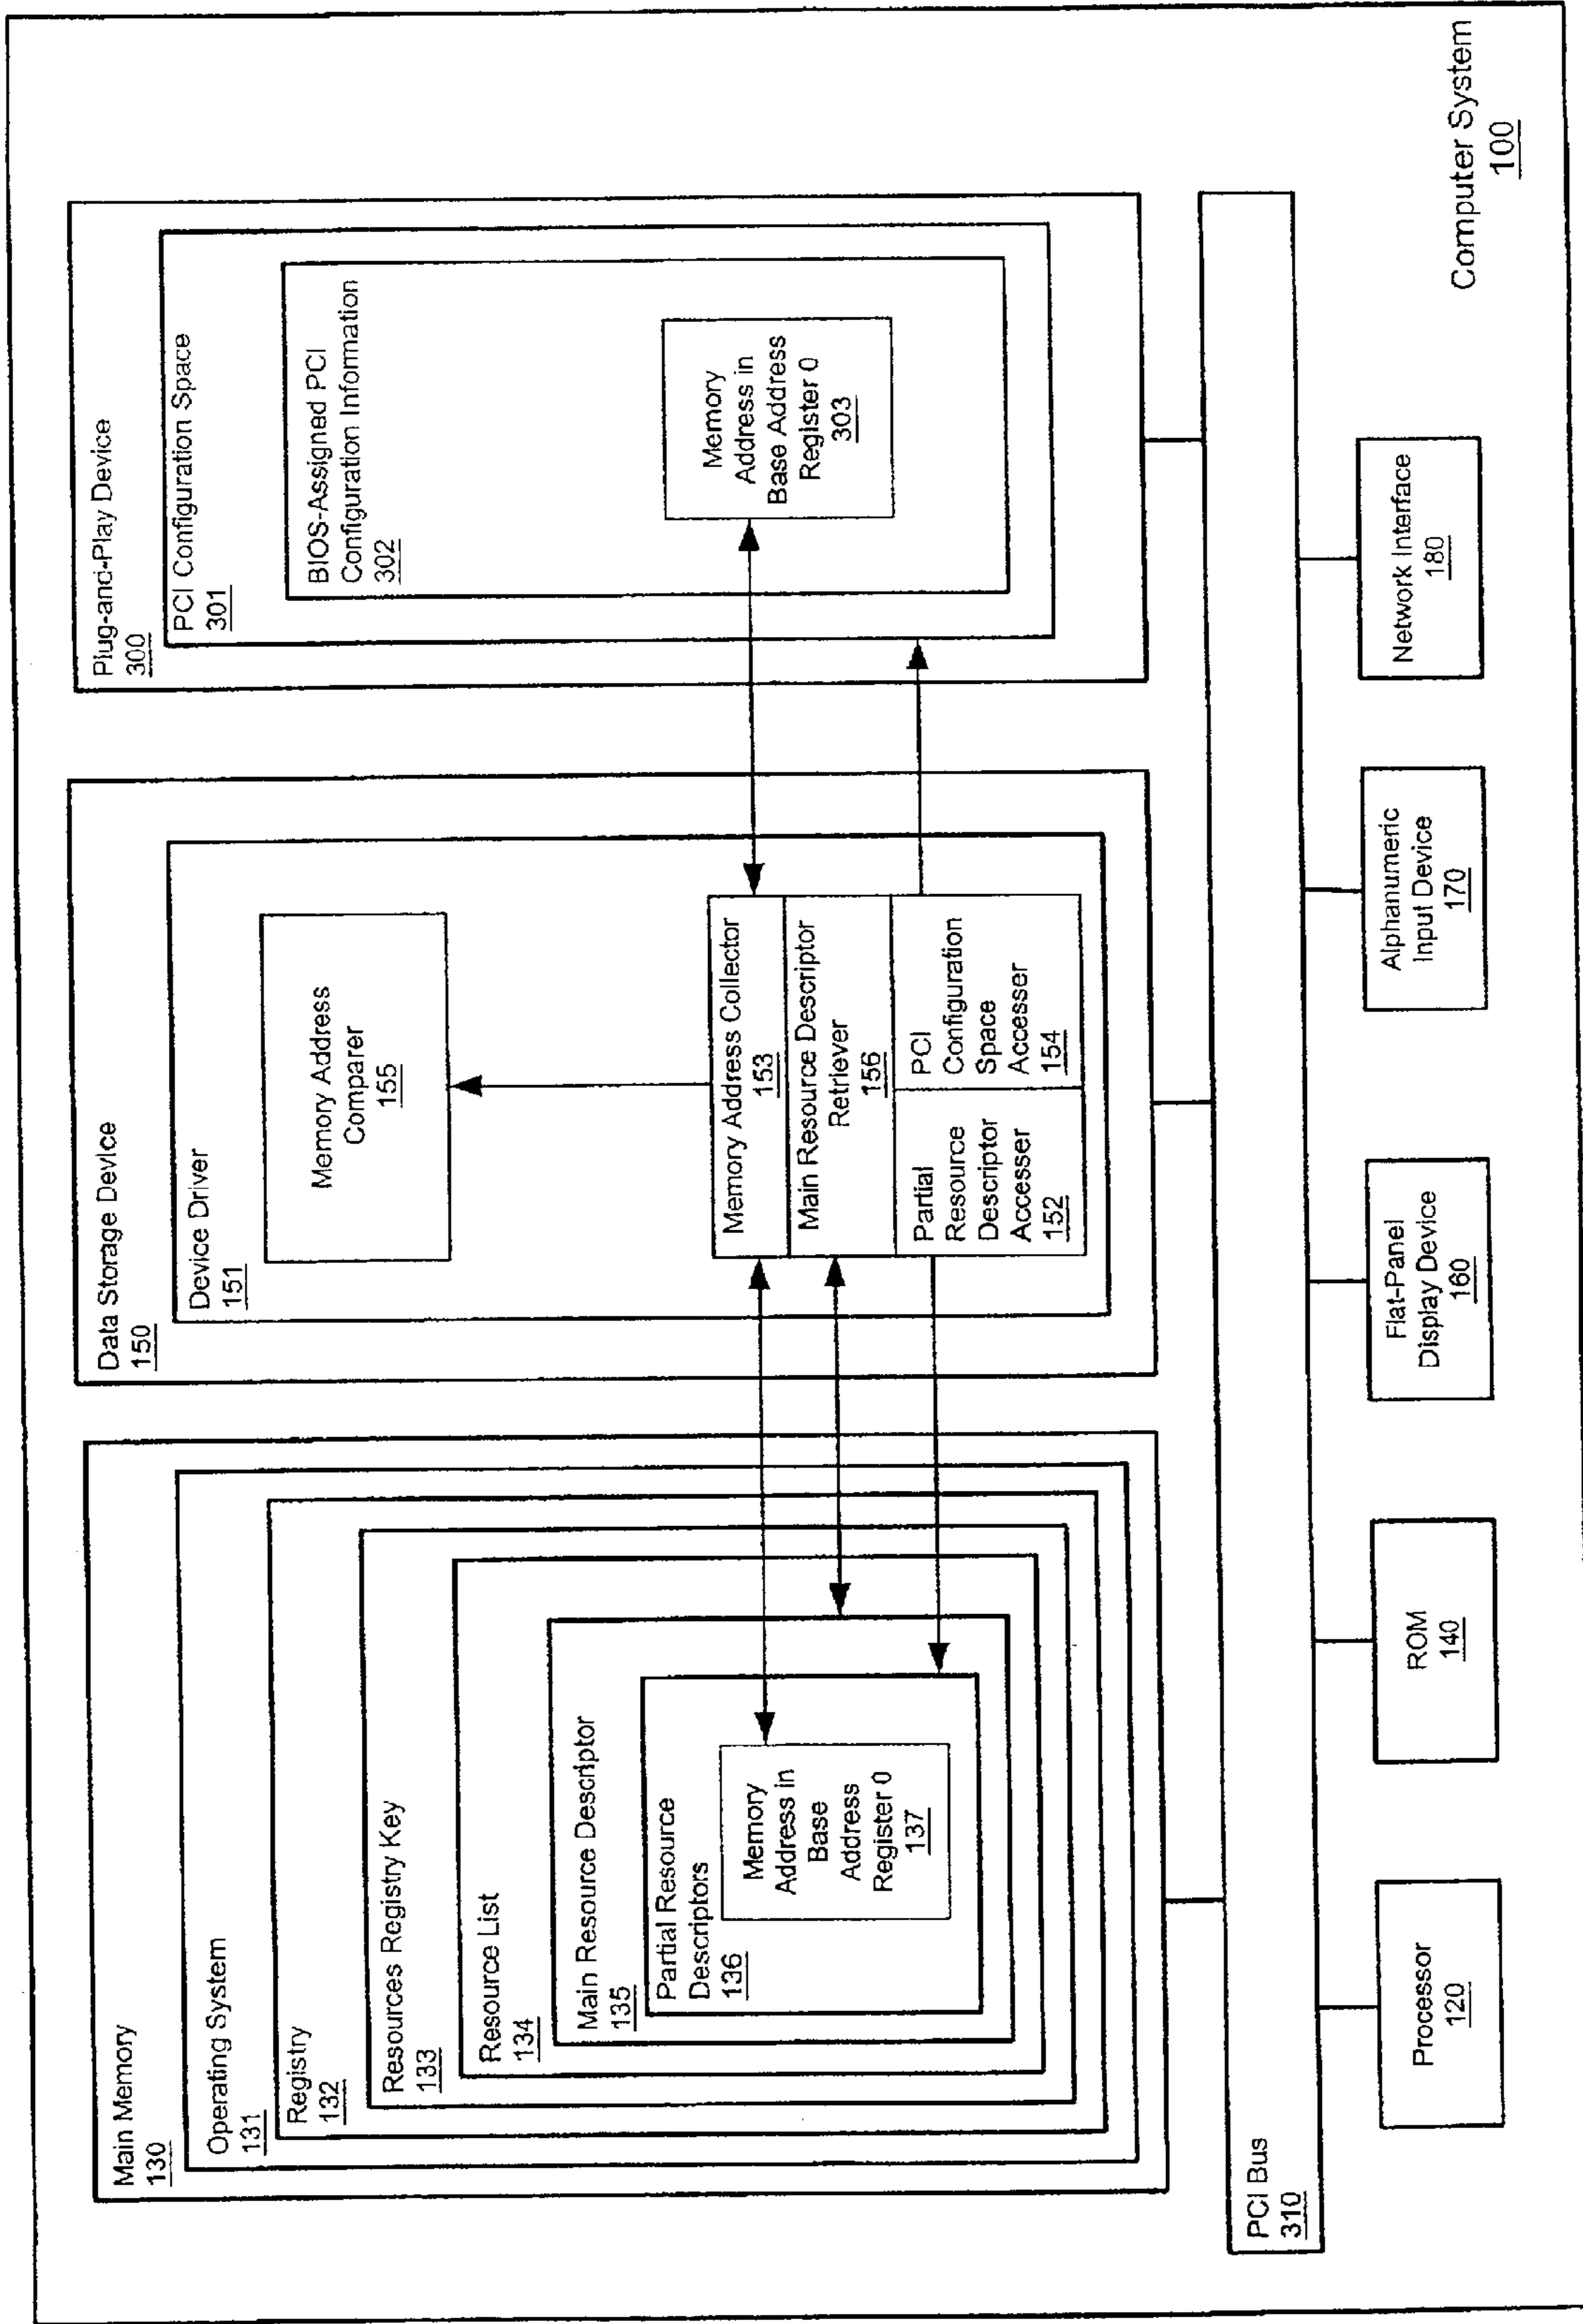 Main Memory
130
Operating System
131
Registry
132
Resources Registry Key
133
Resource List
134
Main Resource Descriptor
135
Partial Resource
Descriptors
136
Memory
Address in
Base
Address
Register 0
137
Data Storage Device
150
Device Driver
151
Memory Address
Comparer
155
Memory Address Collector
153
Main Resource Descriptor
Retriever
156
Partial
Resource
Descriptor
Accesser
152
PCI
Configuration
Space
Accesser
154
Plug-and-Play Device
300
PCI Configuration Space
301
BIOS-Assigned PCI
Configuration Information
302
Memory
Address in
Base Address
Register 0
303
PCI Bus
310
Processor
120
ROM
140
Flat-Panel
Display Device
160
Alphanumeric
Input Device
170
Network Interface
180
Computer System
100